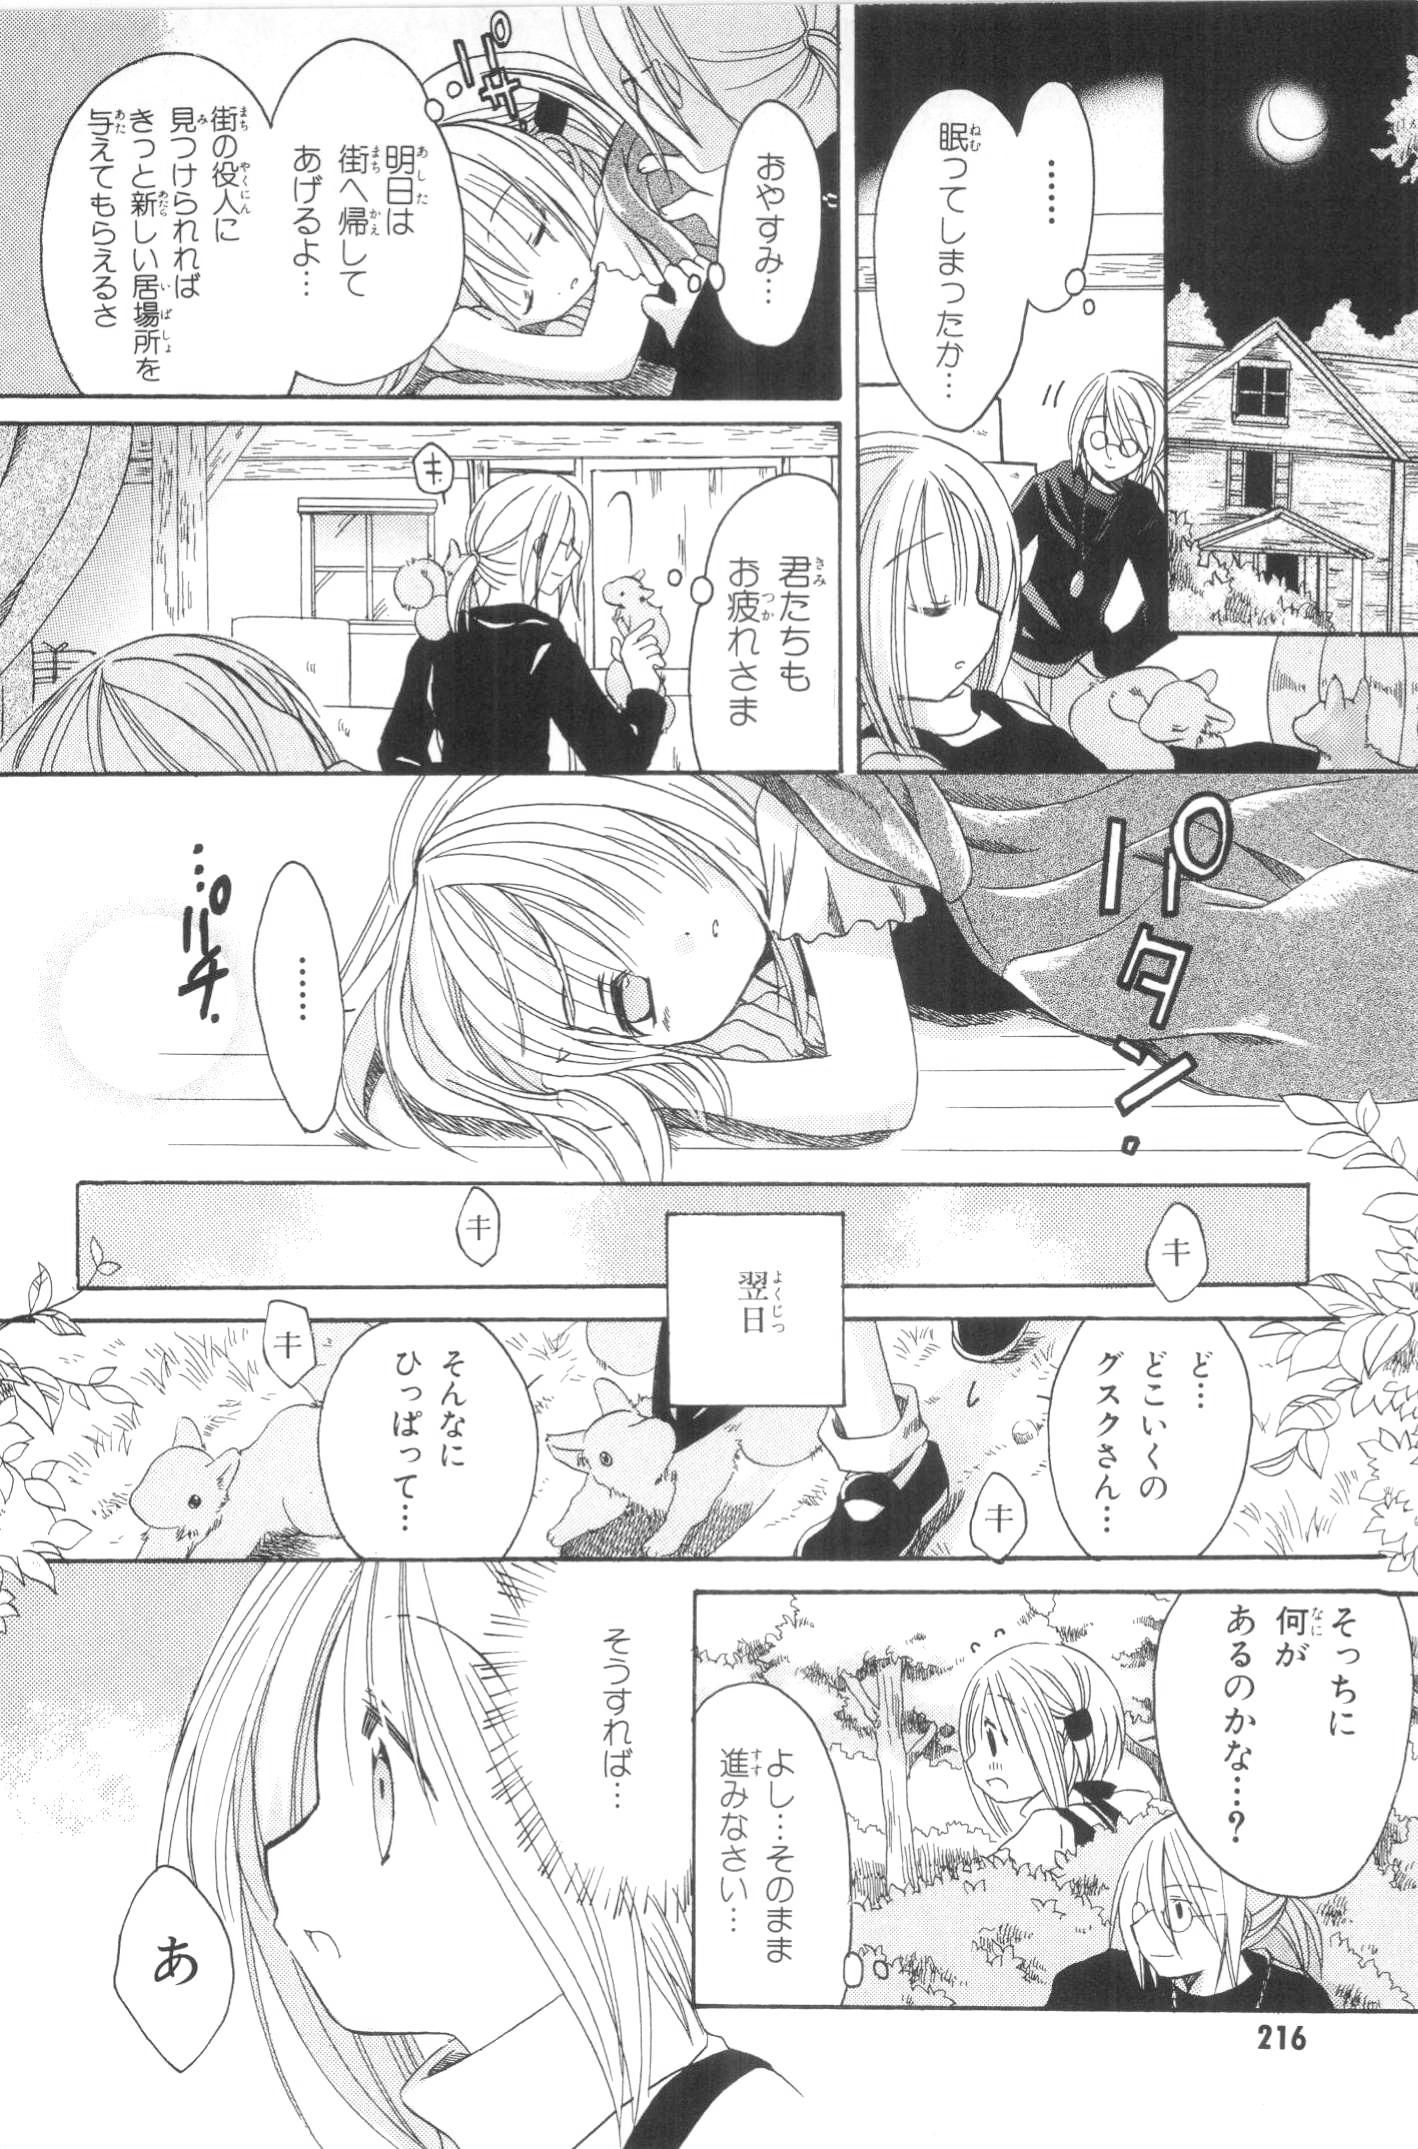 ……
眠ってしまったか…
おやすみ…
明日は
街へ帰して
あげるよ…
街の役人に
見つけられれば
きっと新しい居場所を
与えてもらえるさ
君たちも
お疲れさま
キ
パタン。
……
パチ…
翌日
キ
キ
ど…
どこいくの
グスクさん…
キ
そんなに
ひっぱって…
キ
そっちに
何が
あるのかな…?
よし…そのまま
進みなさい…
そうすれば…
あ
216